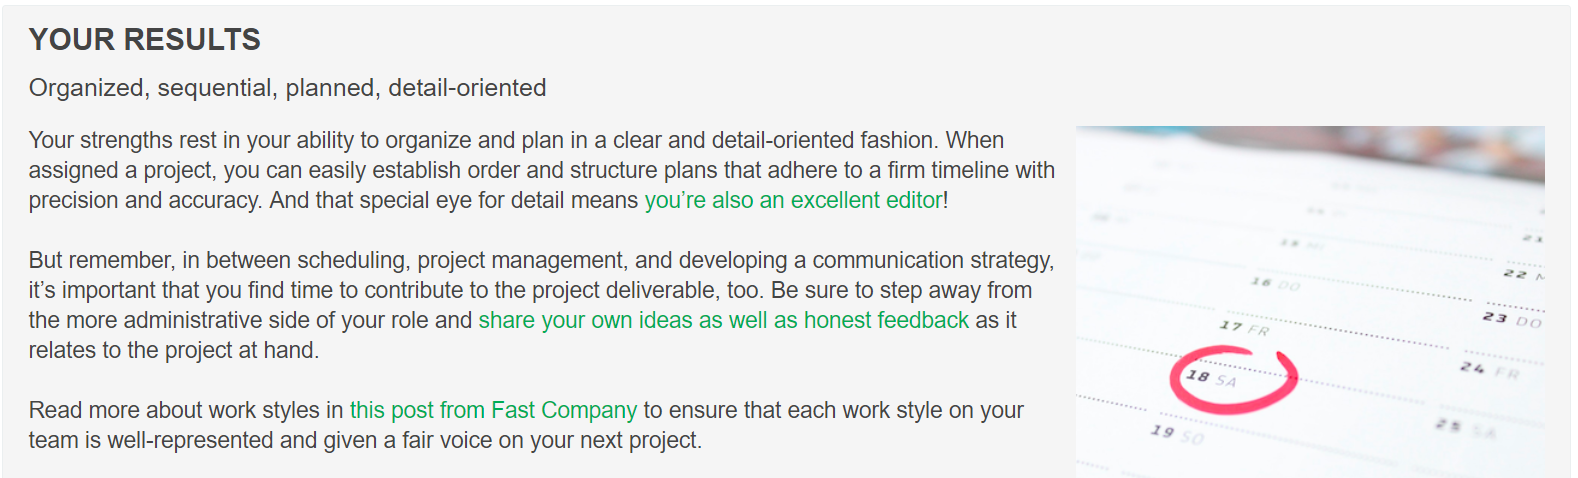 YOUR RESULTS
Organized, sequential, planned, detail-oriented
Your strengths rest in your ability to organize and plan in a clear and detail-oriented fashion. When
assigned a project, you can easily establish order and structure plans that adhere to a firm timeline with
precision and accuracy. And that special eye for detail means you’re also an excellent editor!
But remember, in between scheduling, project management, and developing a communication strategy,
it’s important that you find time to contribute to the project deliverable, too. Be sure to step away from
the more administrative side of your role and share your own ideas as well as honest feedback as it
relates to the project at hand.
Read more about work styles in this post from Fast Company to ensure that each work style on your
team is well-represented and given a fair voice on your next project.
16 DO
17 FR
18 SA
19 SO
21
22 M
23 DO
24 FR
25 SA